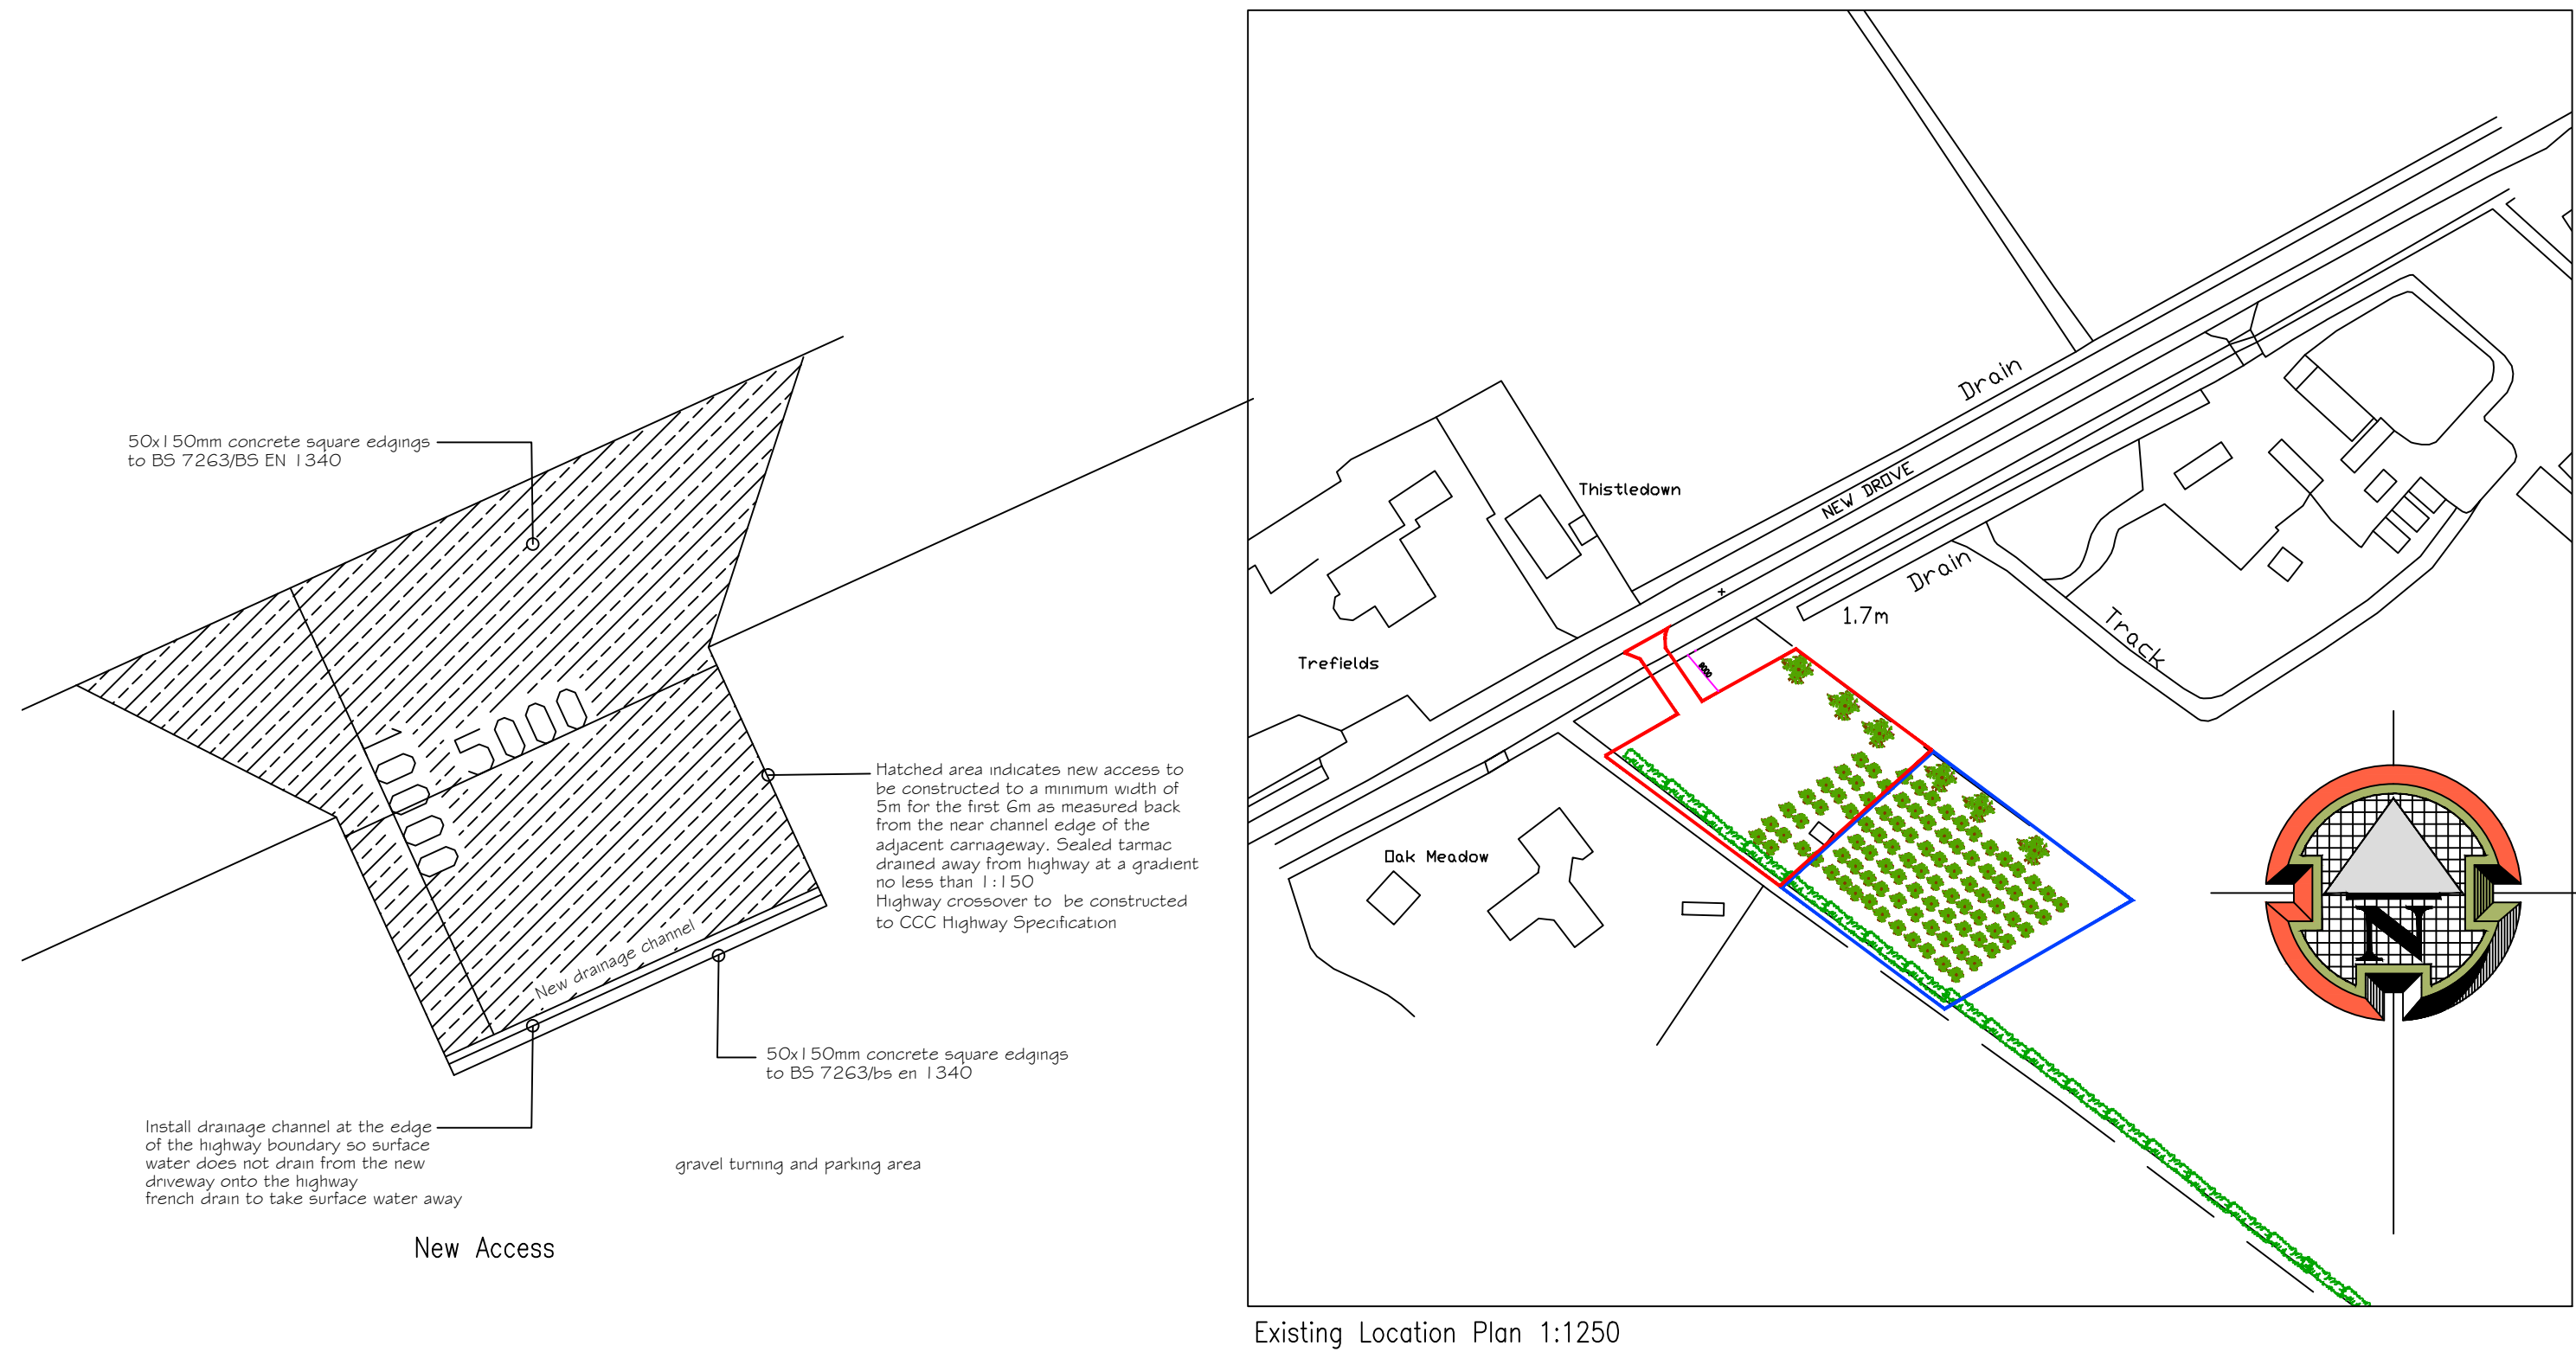 50x150mm concrete square edgings
to BS 7263/BS EN 1340
10000
5000
Hatched area indicates new access to
be constructed to a minimum width of
5m for the first 6m as measured back
from the near channel edge of the
adjacent carriageway. Sealed tarmac
drained away from highway at a gradient
no less than 1:150
Highway crossover to be constructed
to CCC Highway Specification
New drainage channel
50x150mm concrete square edgings
to BS 7263/bs en 1340
Install drainage channel at the edge
of the highway boundary so surface
water does not drain from the new
driveway onto the highway
french drain to take surface water away
gravel turning and parking area
New Access
Drain
Thistledown
NEW DROVE
Drain
1.7m
Track
Trefields
8000
Oak Meadow
N
Existing Location Plan 1:1250